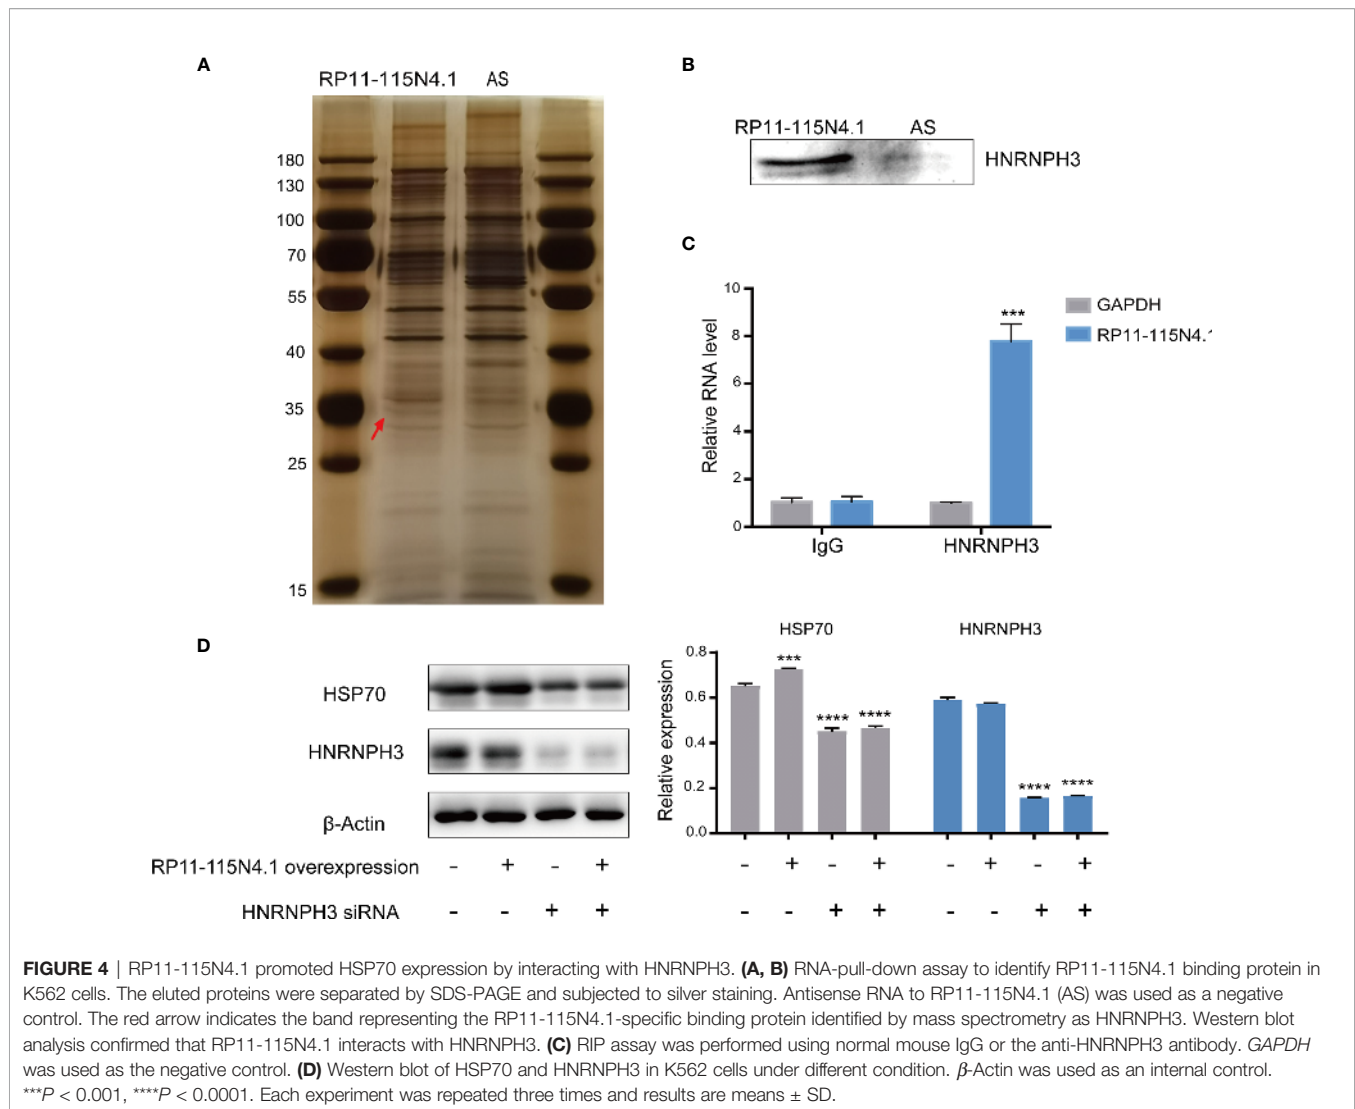 A
RP11-115N4.1 AS
180
130
100
70
55
40
35
25
15
B
RP11-115N4.1 AS
HNRNPH3
C
10
8
6
4
2
0
Relative RNA level
***
IgG HNRNPH3
GAPDH
RP11-115N4.1
D
HSP70
HNRNPH3
β-Actin
RP11-115N4.1 overexpression - + - +
HNRNPH3 siRNA - - + +
HSP70 HNRNPH3
Relative expression
0.8
0.6
0.4
0.2
0.0
*** **** **** **** ****
- + - + - + - +
- - + + - - + +
FIGURE 4 | RP11-115N4.1 promoted HSP70 expression by interacting with HNRNPH3. (A, B) RNA-pull-down assay to identify RP11-115N4.1 binding protein in
K562 cells. The eluted proteins were separated by SDS-PAGE and subjected to silver staining. Antisense RNA to RP11-115N4.1 (AS) was used as a negative
control. The red arrow indicates the band representing the RP11-115N4.1-specific binding protein identified by mass spectrometry as HNRNPH3. Western blot
analysis confirmed that RP11-115N4.1 interacts with HNRNPH3. (C) RIP assay was performed using normal mouse IgG or the anti-HNRNPH3 antibody. GAPDH
was used as the negative control. (D) Western blot of HSP70 and HNRNPH3 in K562 cells under different condition. β-Actin was used as an internal control.
***P < 0.001, ****P < 0.0001. Each experiment was repeated three times and results are means ± SD.